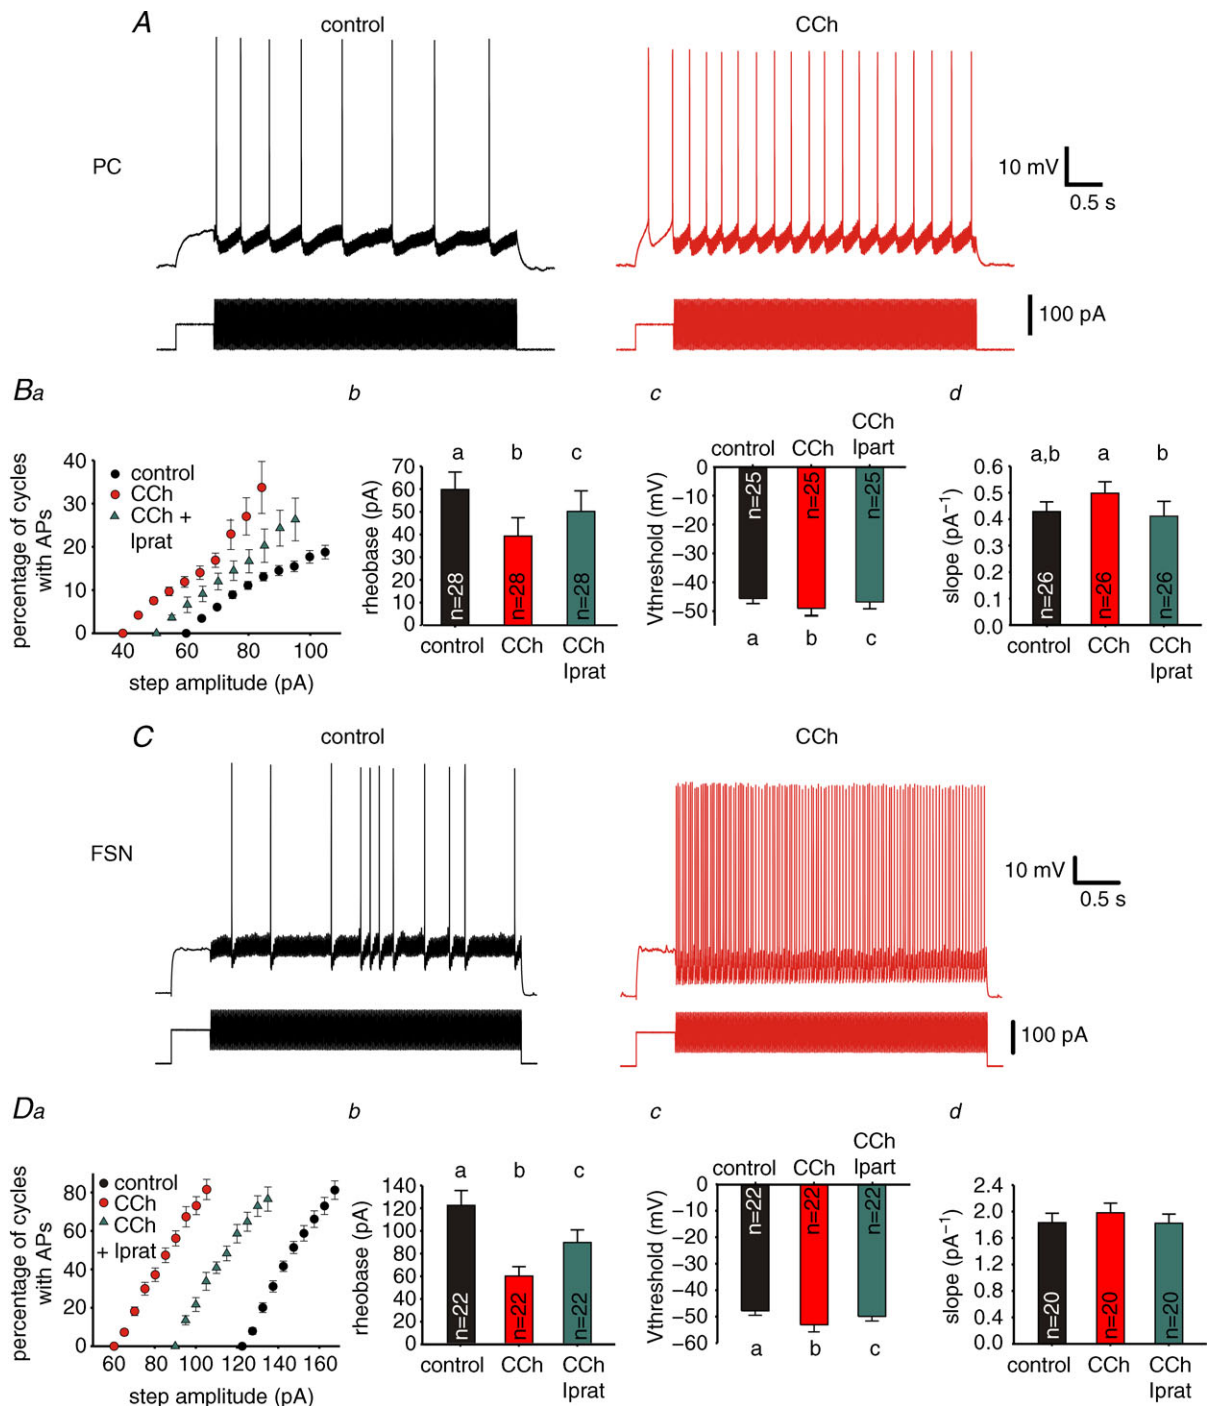 A
control
CCh
PC
10 mV
0.5 s
100 pA
Ba
b
c
d
percentage of cycles
with APs
40
30
20
10
0
control
CCh
CCh +
Iprat
40 60 80 100
step amplitude (pA)
rheobase (pA)
70
60
50
40
30
20
10
0
a b c
n=28 n=28 n=28
control CCh CCh
Iprat
CCh
control CCh Ipart
Vthreshold (mV)
0
−10
−20
−30
−40
−50
n=25 n=25 n=25
a b c
slope (pA⁻¹)
0.6
0.5
0.4
0.3
0.2
0.1
0.0
a,b a b
n=26 n=26 n=26
control CCh CCh
Iprat
C
control
CCh
FSN
10 mV
0.5 s
100 pA
Da
b
c
d
percentage of cycles
with APs
80
60
40
20
0
control
CCh
CCh
+ Iprat
60 80 100 120 140 160
step amplitude (pA)
rheobase (pA)
140
120
100
80
60
40
20
0
a b c
n=22 n=22 n=22
control CCh CCh
Iprat
CCh
control CCh Ipart
Vthreshold (mV)
0
−10
−20
−30
−40
−50
−60
n=22 n=22 n=22
a b c
slope (pA⁻¹)
2.4
2.0
1.6
1.2
0.8
0.4
0.0
n=20 n=20 n=20
control CCh CCh
Iprat